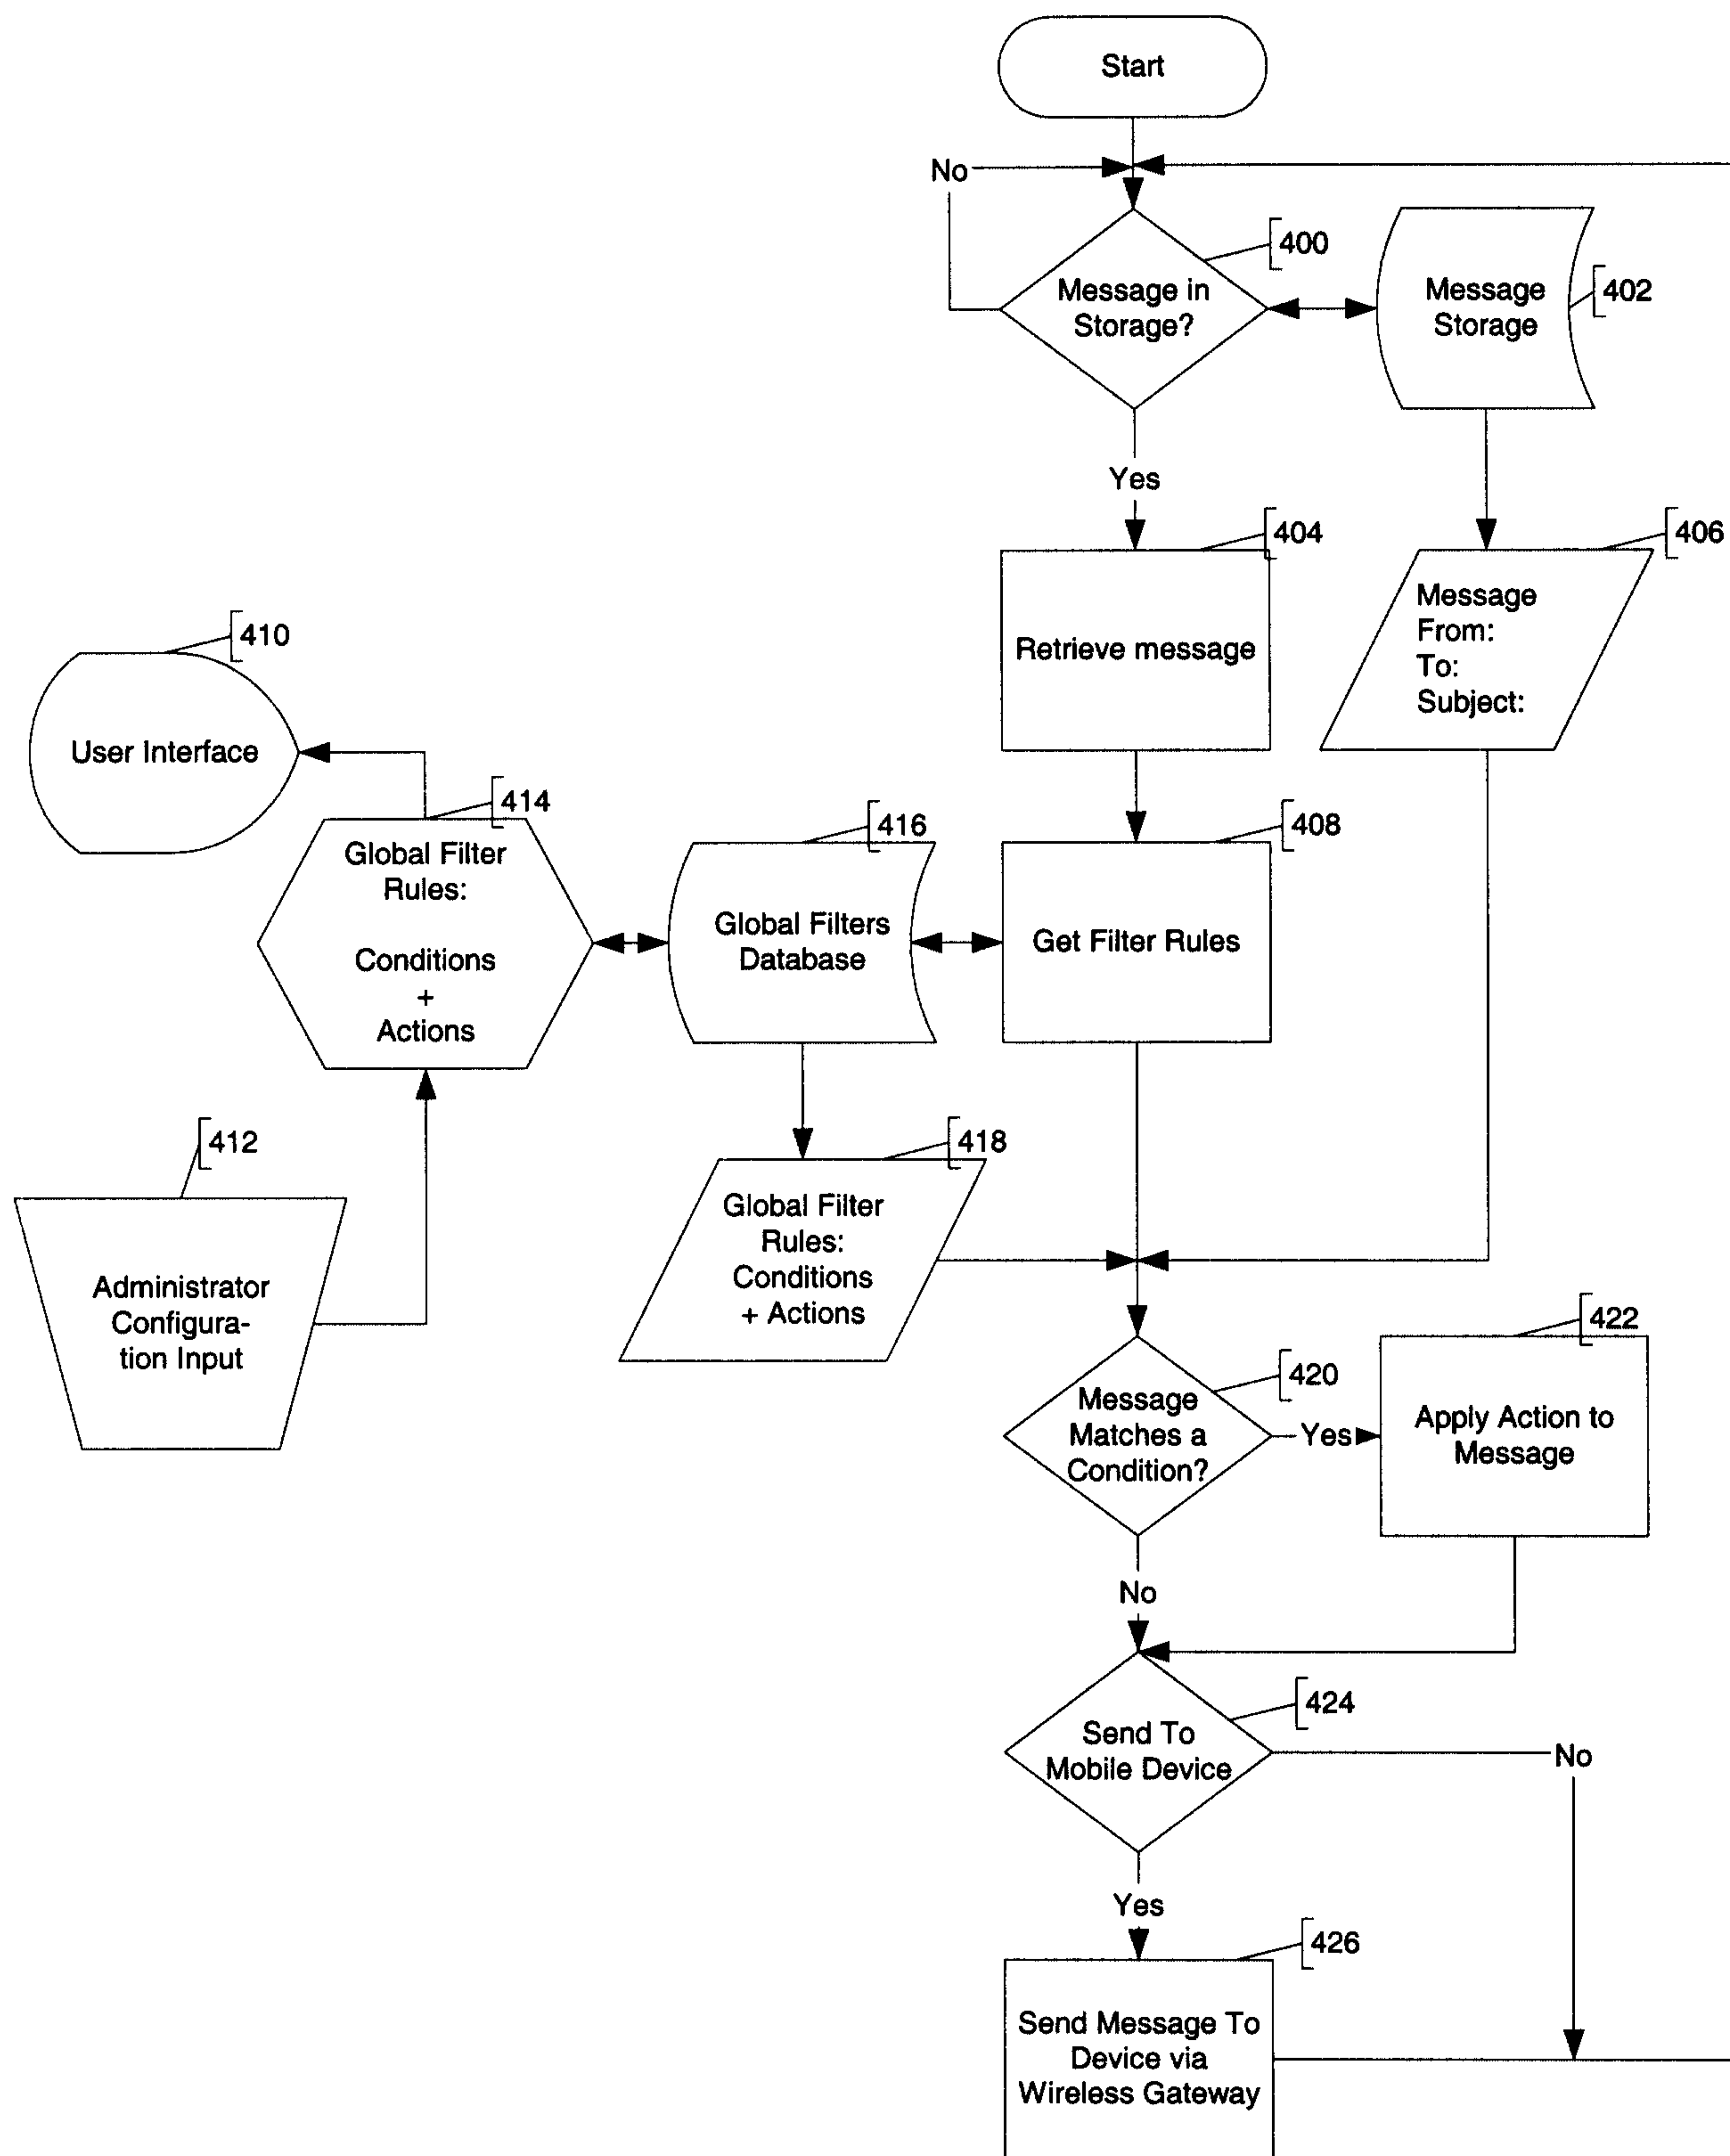 Start
No
400
Message in
Storage?
Message
Storage
402
Yes
404
Retrieve message
406
Message
From:
To:
Subject:
410
User Interface
414
Global Filter
Rules:
Conditions
+
Actions
416
Global Filters
Database
408
Get Filter Rules
412
Administrator
Configura-
tion Input
418
Global Filter
Rules:
Conditions
+ Actions
420
Message
Matches a
Condition?
Yes
422
Apply Action to
Message
No
424
Send To
Mobile Device
No
Yes
426
Send Message To
Device via
Wireless Gateway